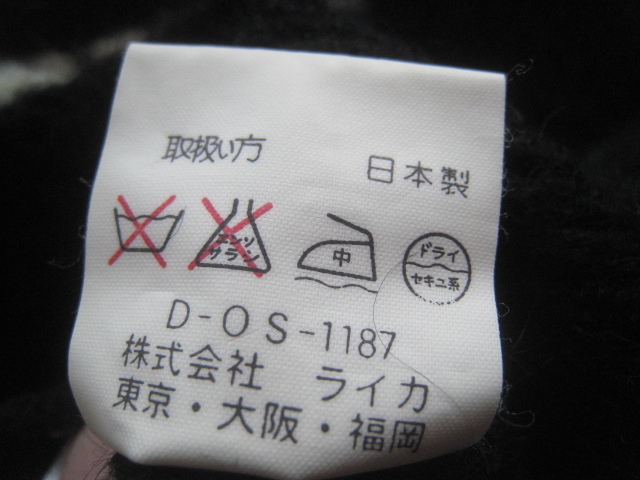 取扱い方
日本製
エンソ
サラシ
中
ドライ
セキユ系
D-OS-1187
株式会社 ライカ
東京・大阪・福岡